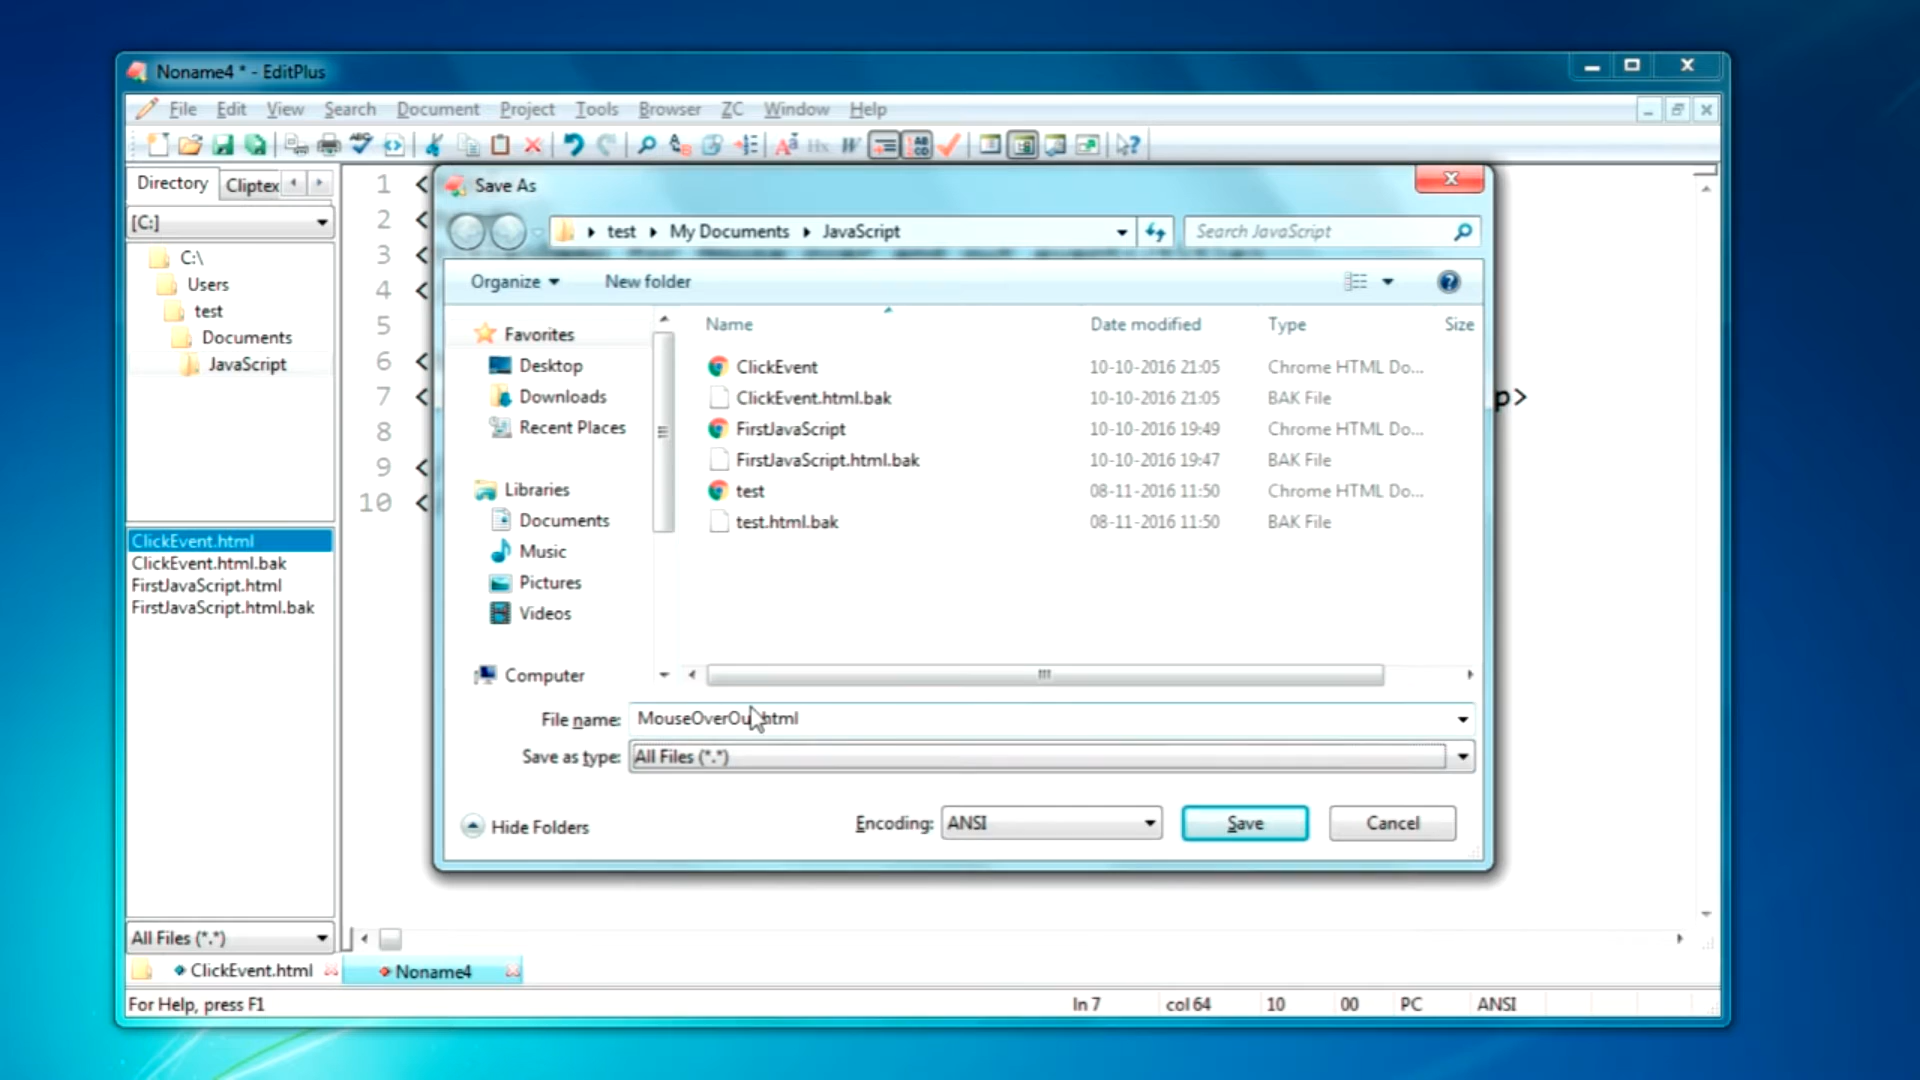 Noneme4 * - EditPlus
File Edit View Search Document Project Tools Browser ZC Window Help
Directory Cliptex
[C:]
C:\
Users
test
Documents
JavaScript
ClickEvent.html
ClickEvent.html.bak
FirstJavaScript.html
FirstJavaScript.html.bak
All Files (*.*)
1 <
2 <
3 <
4 <
5
6 <
7 < p>
8
9 <
10 <
Save As
test My Documents JavaScript
Search JavaScript
Organize New folder
Favorites
Desktop
Downloads
Recent Places
Libraries
Documents
Music
Pictures
Videos
Computer
Name Date modified Type Size
ClickEvent 10-10-2016 21:05 Chrome HTML Do...
ClickEvent.html.bak 10-10-2016 21:05 BAK File
FirstJavaScript 10-10-2016 19:49 Chrome HTML Do...
FirstJavaScript.html.bak 10-10-2016 19:47 BAK File
test 08-11-2016 11:50 Chrome HTML Do...
test.html.bak 08-11-2016 11:50 BAK File
File name: MouseOverOut.html
Save as type: All Files (*.*)
Hide Folders
Encoding: ANSI Save Cancel
ClickEvent.html Noname4
For Help, press F1 ln 7 col 64 10 00 PC ANSI